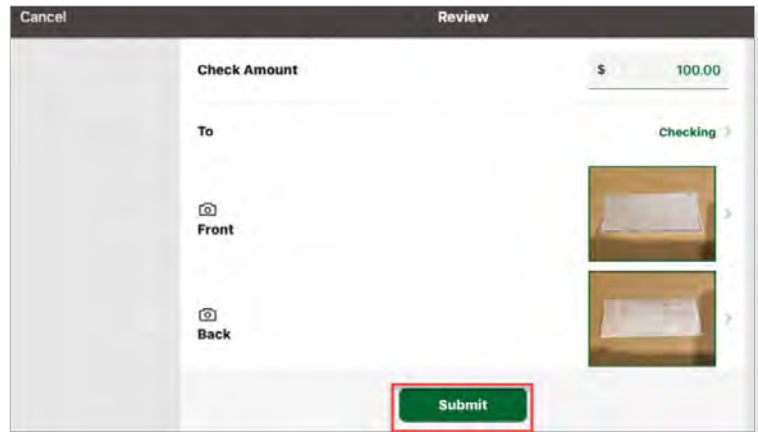 Cancel Review
Check Amount $ 100.00
To Checking
Front
Back
Submit